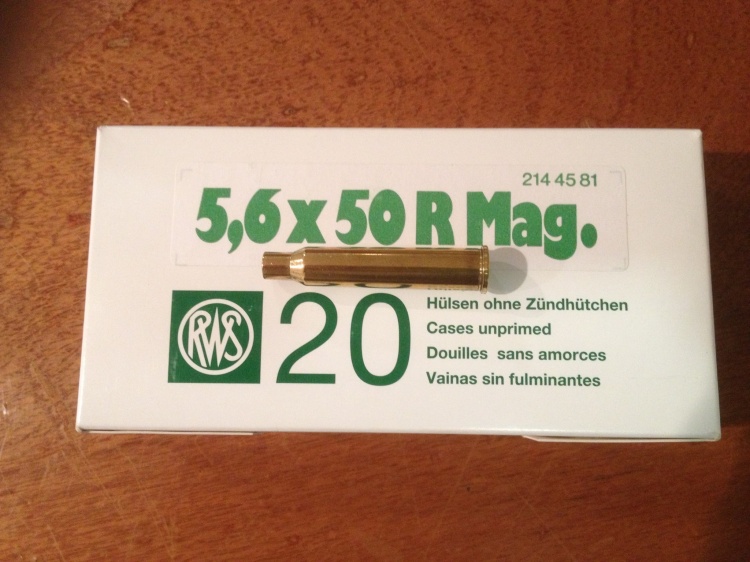 214 45 81
5,6 x 50 R Mag.
RWS
20
Hülsen ohne Zündhütchen
Cases unprimed
Douilles sans amorces
Vainas sin fulminantes